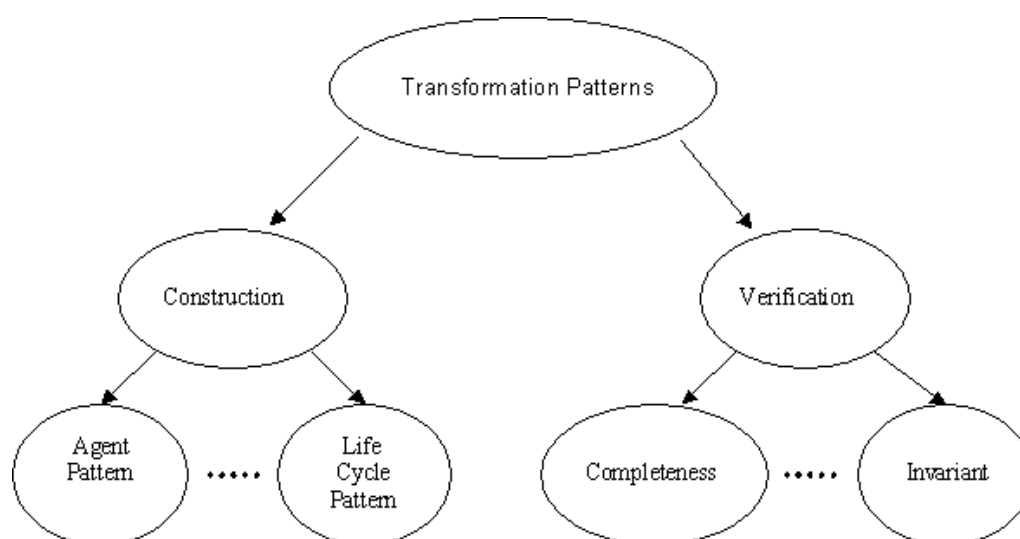 Transformation Patterns
Construction
Verification
Agent
Pattern
Life
Cycle
Pattern
Completeness
Invariant